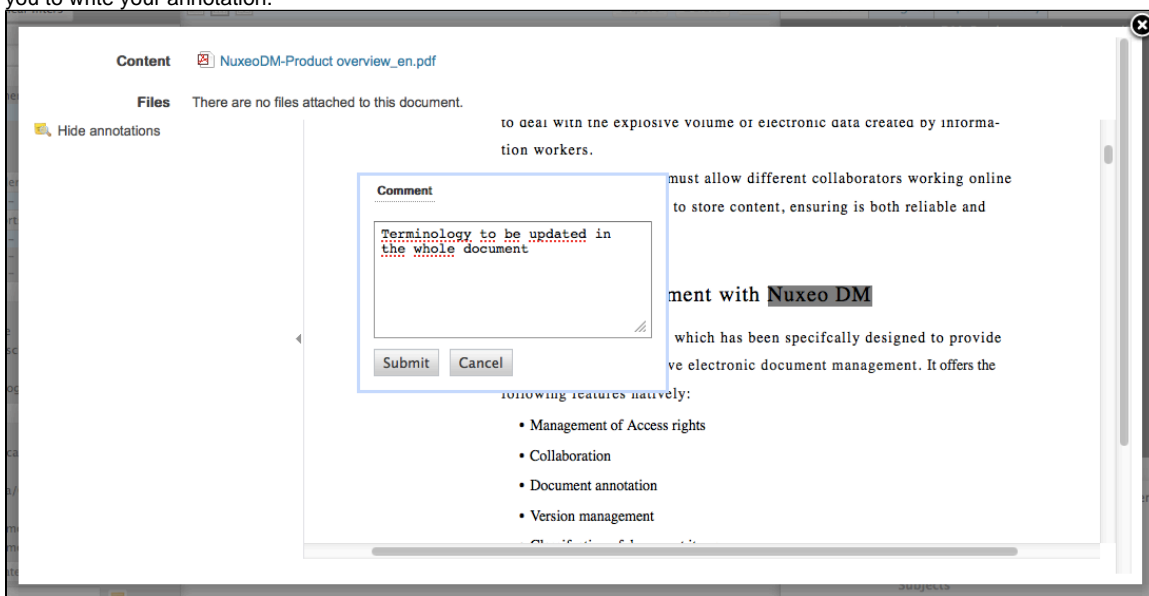 you to write your annotation.
Content NuxeoDM-Product overview_en.pdf
Files There are no files attached to this document.
Hide annotations
to deal with the explosive volume of electronic data created by informa-
tion workers.
must allow different collaborators working online
to store content, ensuring is both reliable and
Comment
Terminology to be updated in
the whole document
ment with Nuxeo DM
which has been specifcally designed to provide
Submit Cancel
ve electronic document management. It offers the
following features natively:
• Management of Access rights
• Collaboration
• Document annotation
• Version management
Subjects